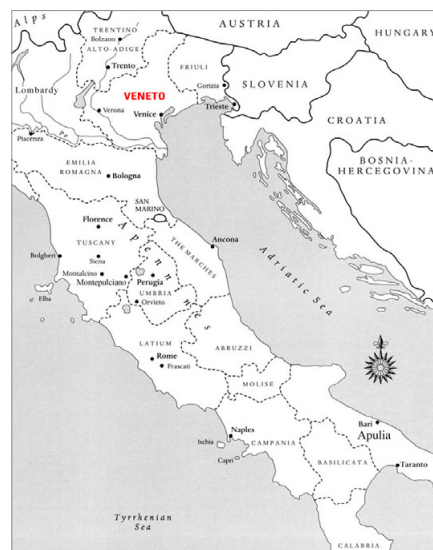 Alps
AUSTRIA
HUNGARY
TRENTINO
Bolzano
ALTO-ADIGE
Trento
FRIULI
Gorizia
SLOVENIA
Lombardy
VENETO
Trieste
Verona
Venice
CROATIA
Po
Piacenza
BOSNIA-
HERCEGOVINA
EMILIA
ROMAGNA
Bologna
SAN
MARINO
Florence
Apennines
TUSCANY
THE MARCHES
Ancona
Adriatic Sea
Bolgheri
Siena
Montalcino
Montepulciano
Perugia
Elba
UMBRIA
Orvieto
LATIUM
ABRUZZI
Rome
Frascati
MOLISE
Bari
Apulia
Naples
Ischia
CAMPANIA
Capri
BASILICATA
Taranto
Tyrrhenian
Sea
CALABRIA